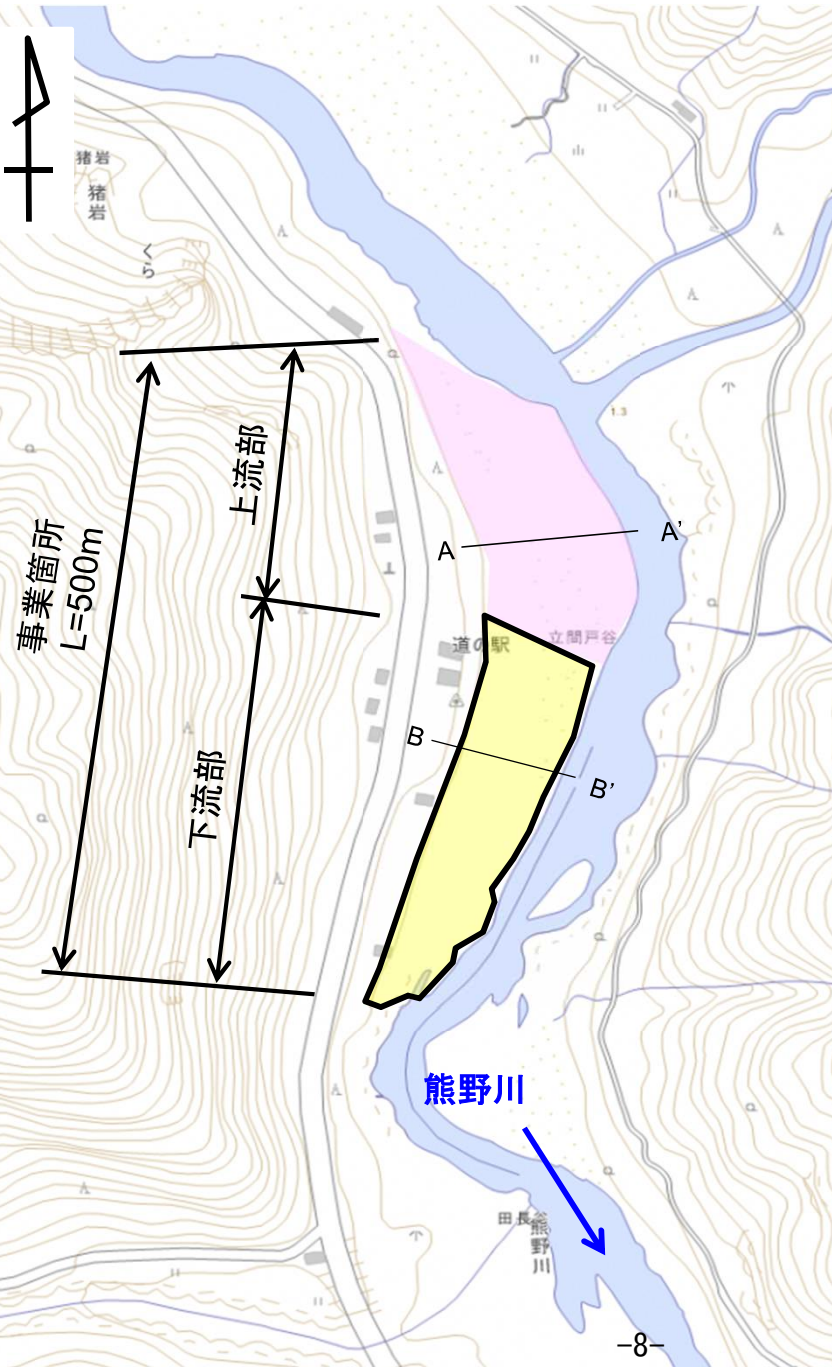 猪岩
猪岩
くら
1.3
上流部
事業箇所
L=500m
A
A'
道の駅
立間戸谷
B
B'
下流部
熊野川
田長谷
熊野川
-8-